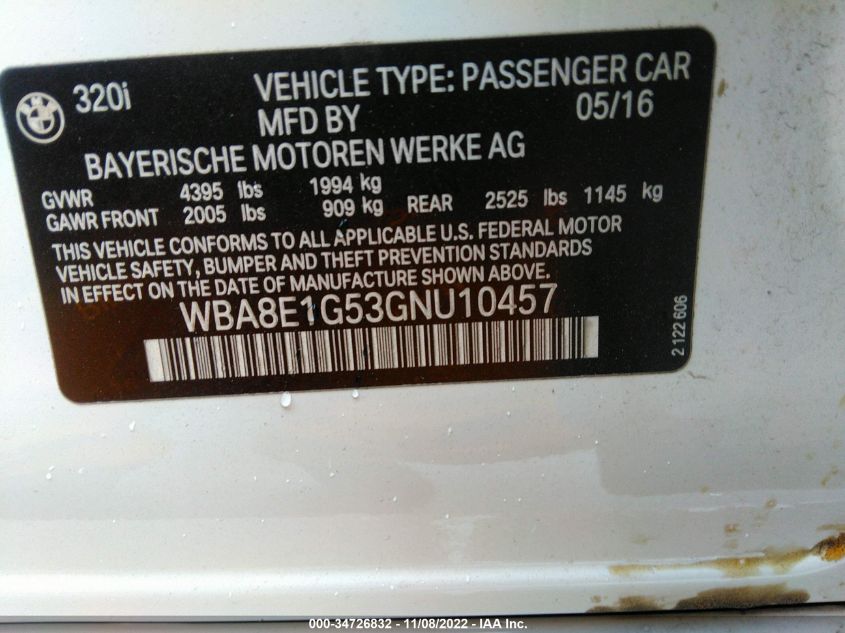 320i VEHICLE TYPE: PASSENGER CAR
MFD BY 05/16
BAYERISCHE MOTOREN WERKE AG
GVWR 4395 lbs 1994 kg
GAWR FRONT 2005 lbs 909 kg REAR 2525 lbs 1145 kg
THIS VEHICLE CONFORMS TO ALL APPLICABLE U.S. FEDERAL MOTOR
VEHICLE SAFETY, BUMPER AND THEFT PREVENTION STANDARDS
IN EFFECT ON THE DATE OF MANUFACTURE SHOWN ABOVE.
WBA8E1G53GNU10457
2 122 606
000-34726832 - 11/08/2022 - IAA Inc.